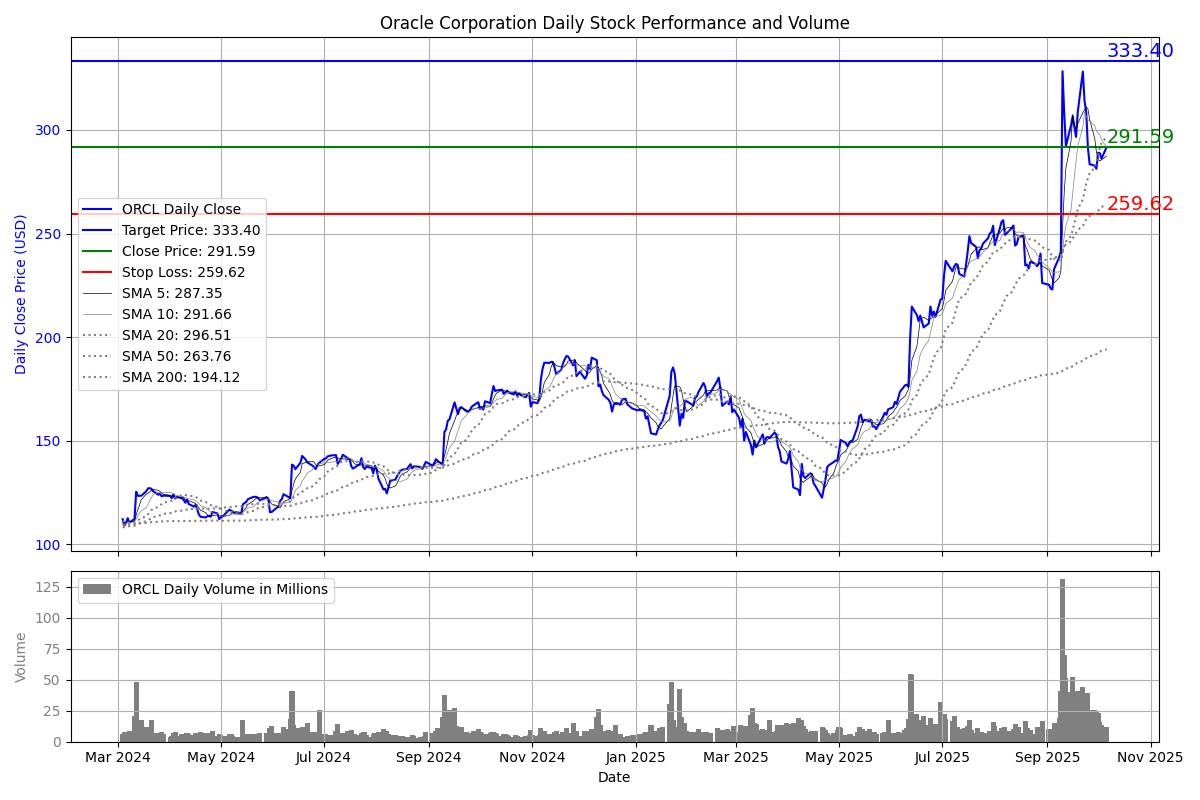 Oracle Corporation Daily Stock Performance and Volume
333.40
291.59
259.62
Daily Close Price (USD)
300
250
200
150
100
ORCL Daily Close
Target Price: 333.40
Close Price: 291.59
Stop Loss: 259.62
SMA 5: 287.35
SMA 10: 291.66
SMA 20: 296.51
SMA 50: 263.76
SMA 200: 194.12
Volume
125
100
75
50
25
0
ORCL Daily Volume in Millions
Mar 2024 May 2024 Jul 2024 Sep 2024 Nov 2024 Jan 2025 Mar 2025 May 2025 Jul 2025 Sep 2025 Nov 2025
Date